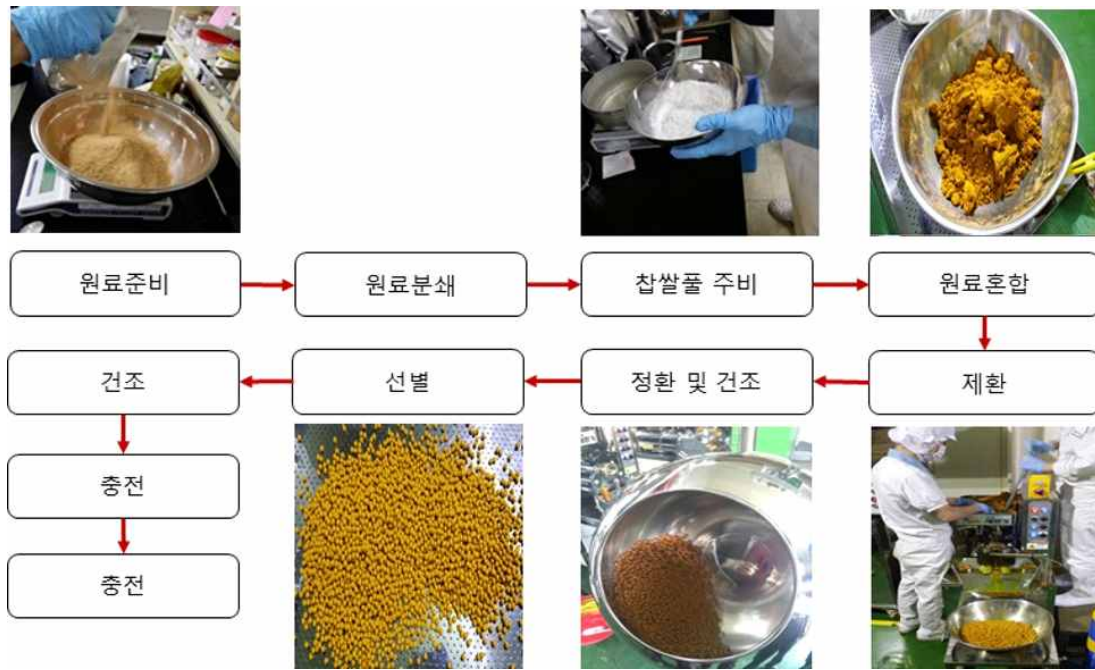 원료준비
원료분쇄
찹쌀풀 주비
원료혼합
제환
정환 및 건조
선별
건조
충전
충전